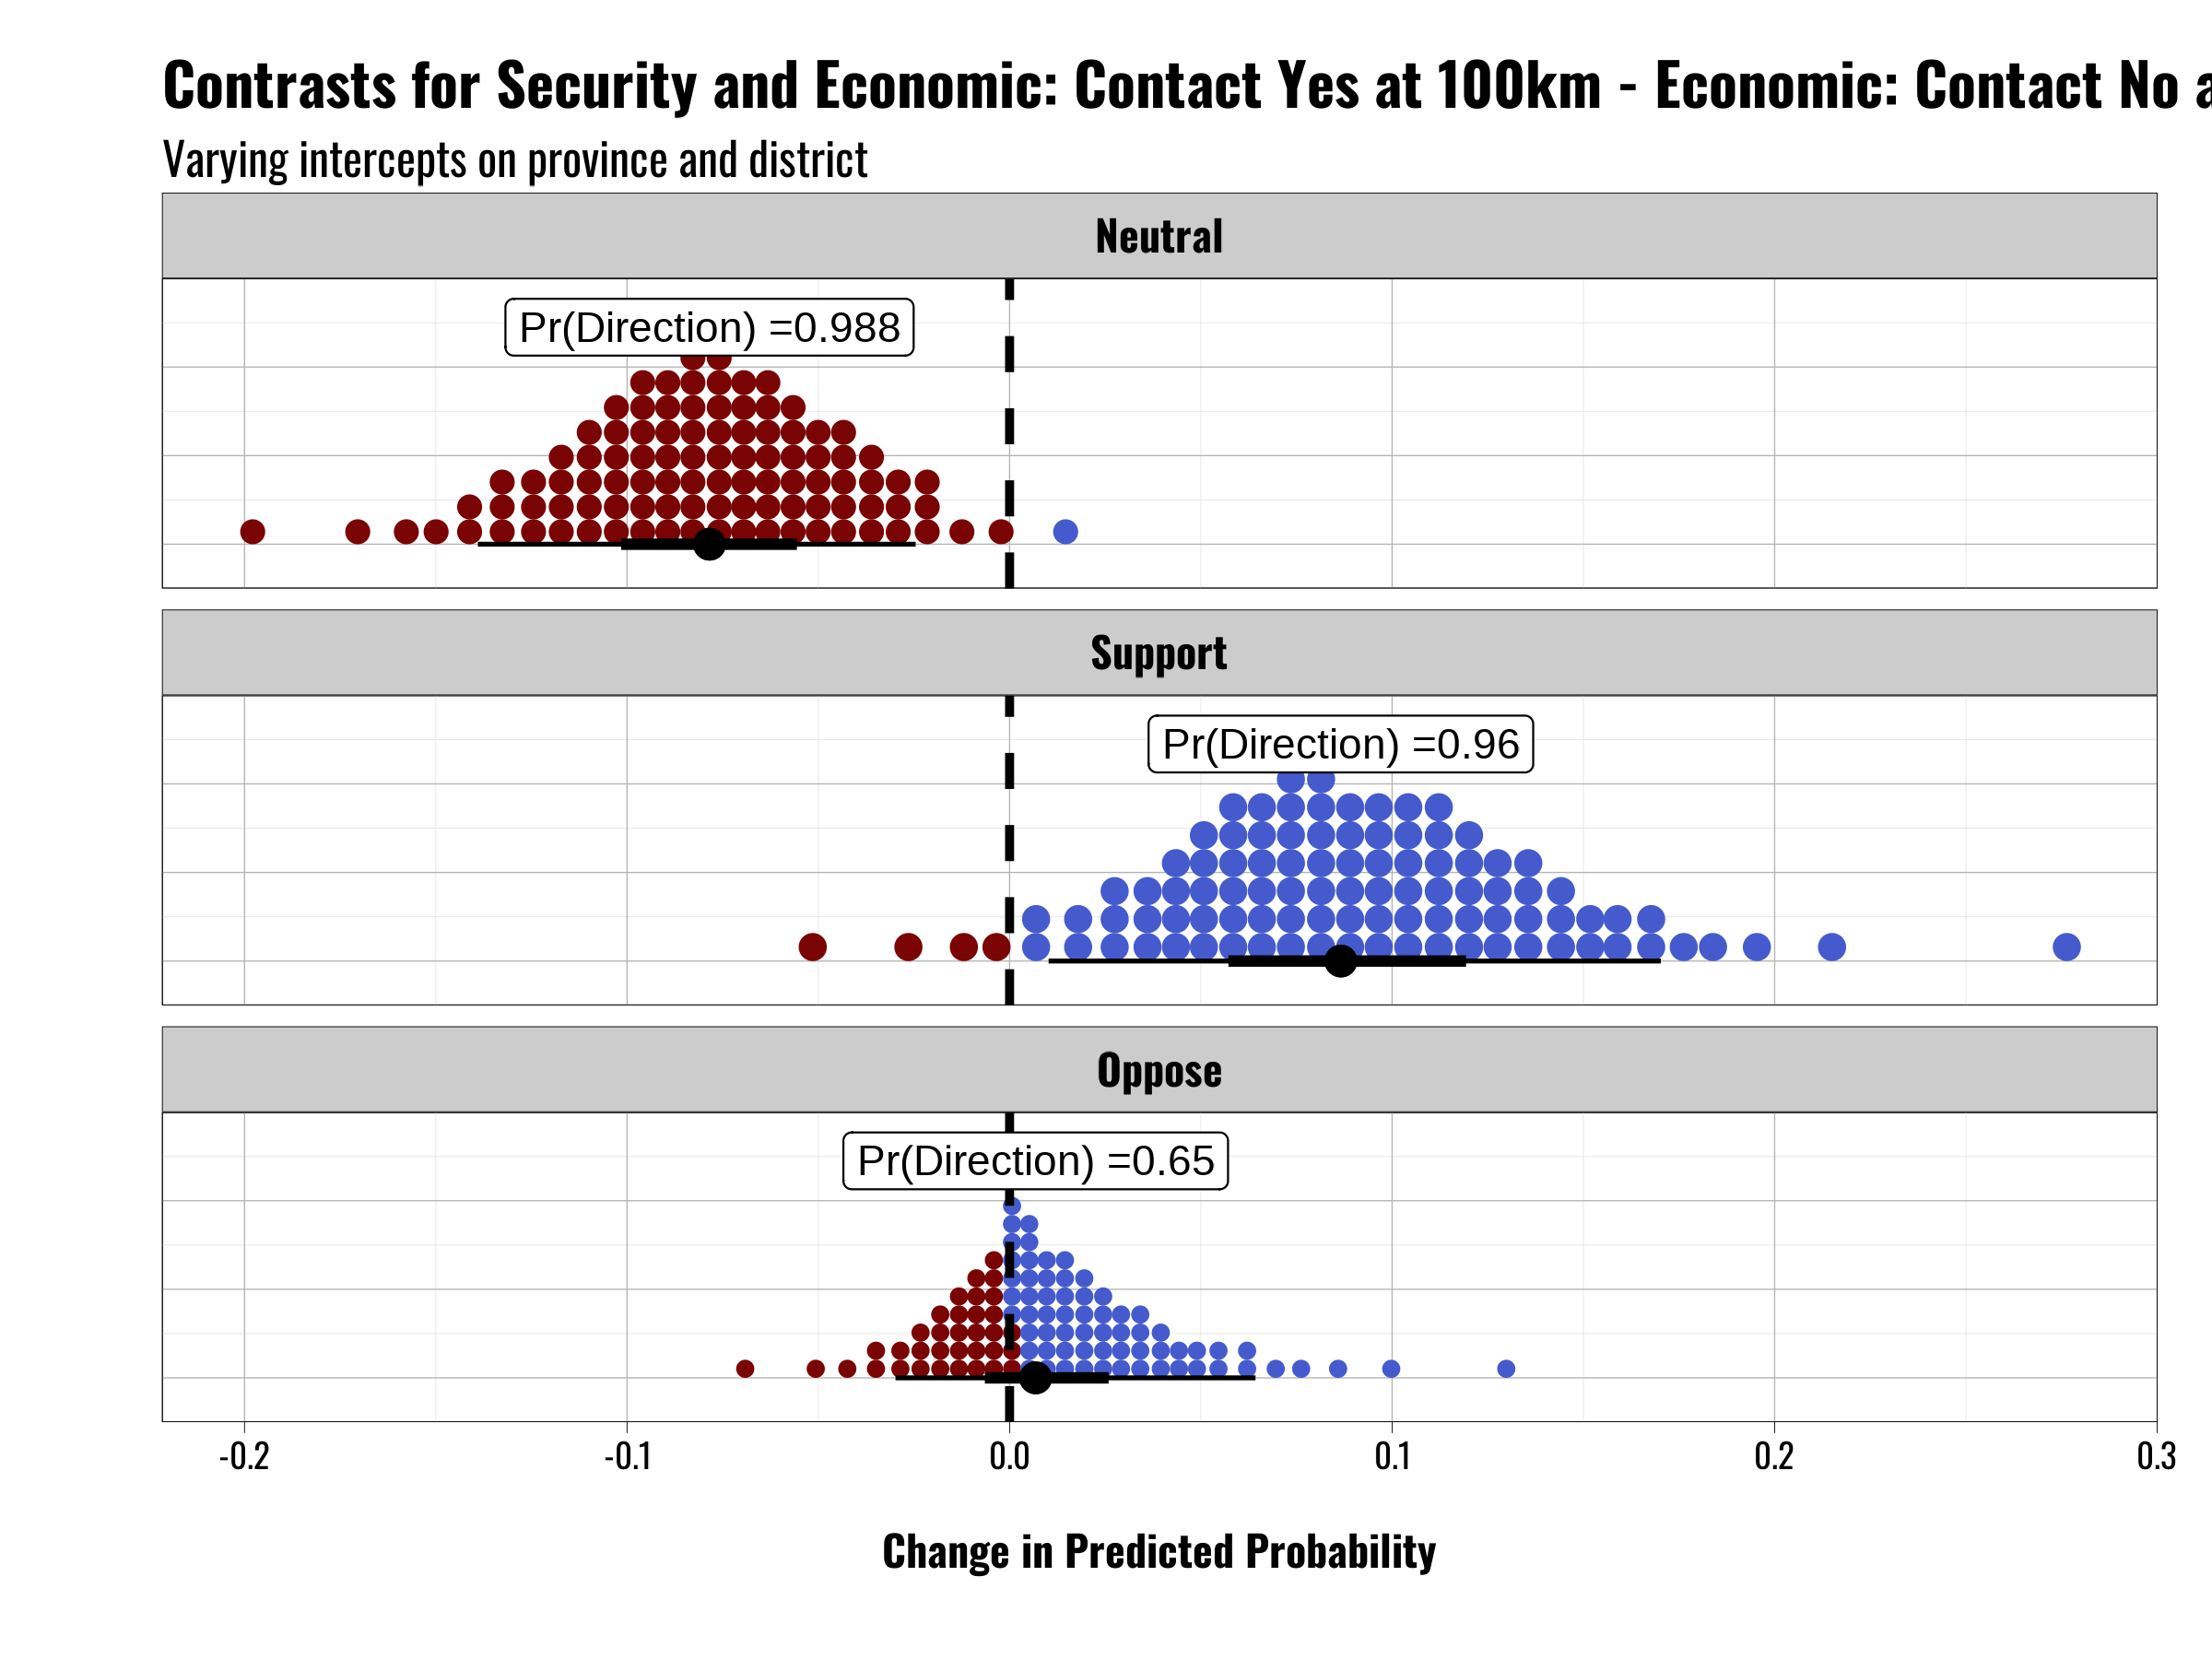 Contrasts for Security and Economic: Contact Yes at 100km - Economic: Contact No a
Varying intercepts on province and district
Neutral
Pr(Direction) =0.988
Support
Pr(Direction) =0.96
Oppose
Pr(Direction) =0.65
-0.2 -0.1 0.0 0.1 0.2 0.3
Change in Predicted Probability